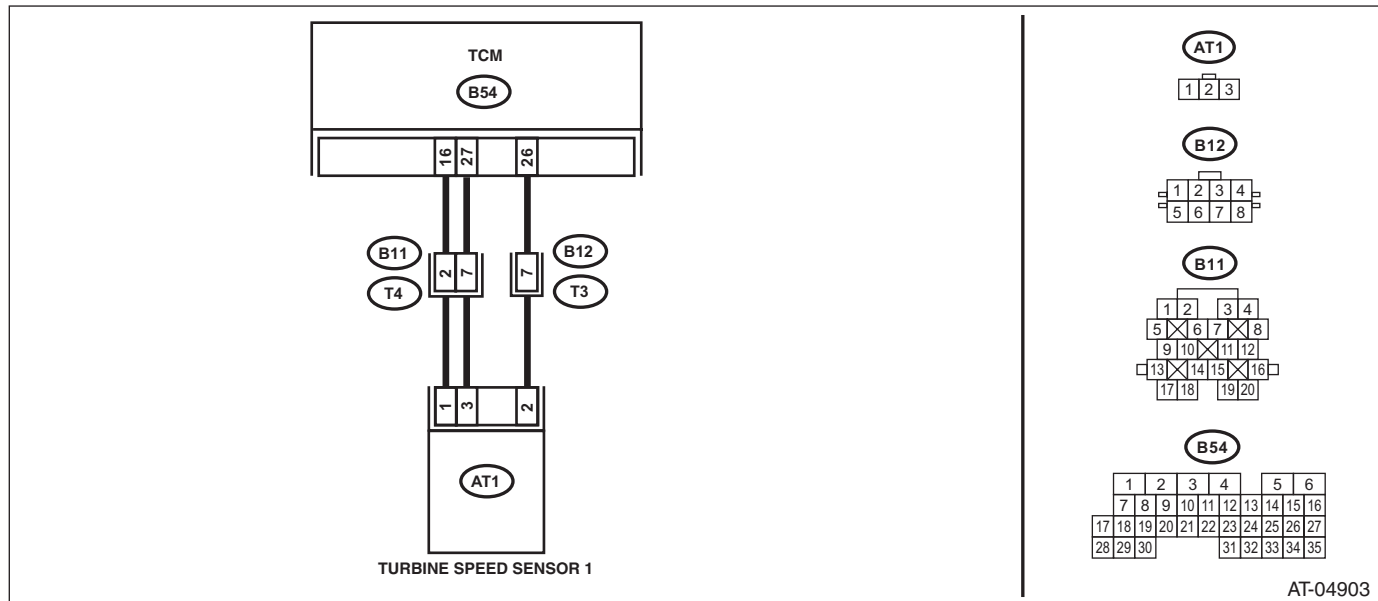 TCM
B54
16 27 26
B11 2 7 7 B12
T4 T3
1 3 2
AT1
TURBINE SPEED SENSOR 1
AT1
1 2 3
B12
1 2 3 4
5 6 7 8
B11
1 2 3 4
5 6 7 8
9 10 11 12
13 14 15 16
17 18 19 20
B54
1 2 3 4 5 6
7 8 9 10 11 12 13 14 15 16
17 18 19 20 21 22 23 24 25 26 27
28 29 30 31 32 33 34 35
AT-04903